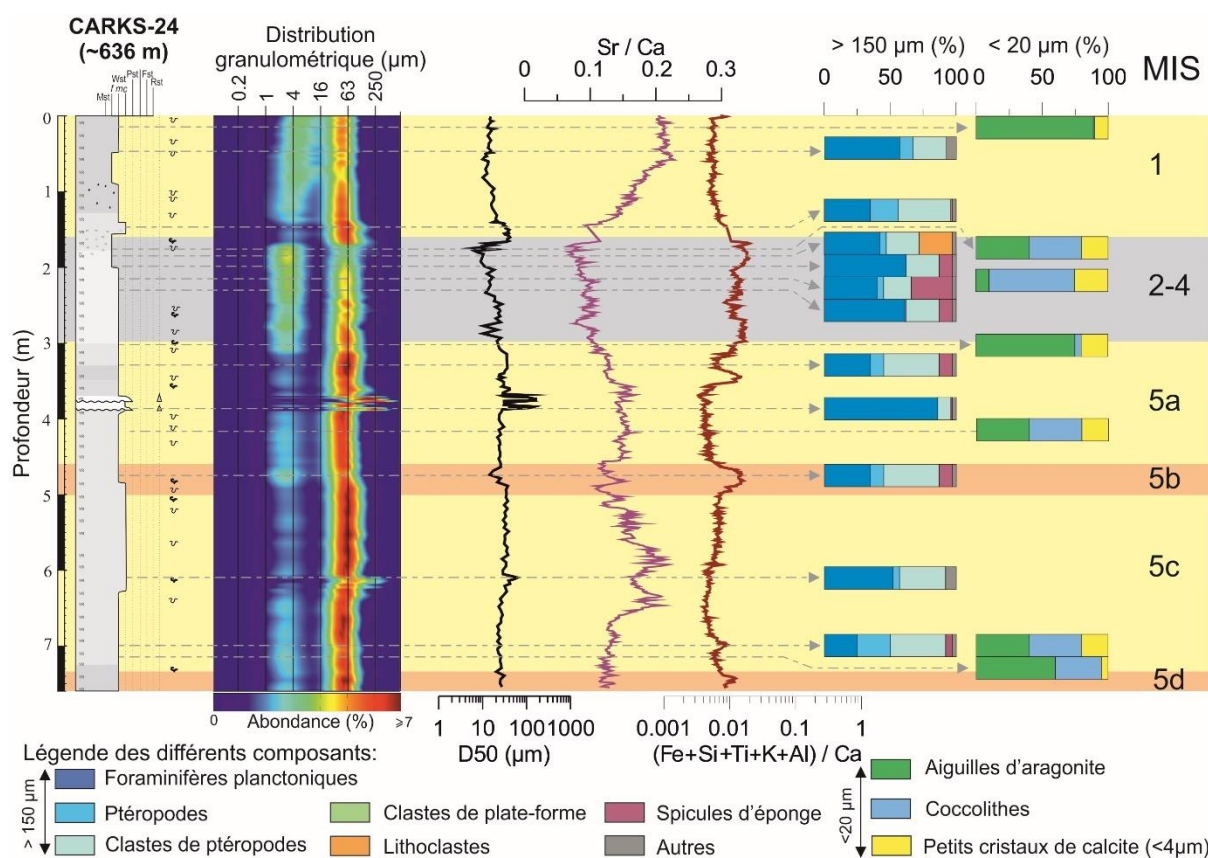 CARKS-24
(~636 m)
Mst
Wst
f mc
Pst
Fst
Rst
Distribution
granulométrique (µm)
0.2
1
4
16
63
250
Sr / Ca
0
0.1
0.2
0.3
> 150 µm (%)
0
50
100
< 20 µm (%)
0
50
100
MIS
Profondeur (m)
0
1
2
3
4
5
6
7
1
2-4
5a
5b
5c
5d
0
Abondance (%)
⩾7
1
10
100
1000
D50 (µm)
0.001
0.01
0.1
1
(Fe+Si+Ti+K+Al) / Ca
Légende des différents composants:
> 150 µm
Foraminifères planctoniques
Ptéropodes
Clastes de ptéropodes
Clastes de plate-forme
Lithoclastes
Spicules d'éponge
Autres
<20 µm
Aiguilles d'aragonite
Coccolithes
Petits cristaux de calcite (<4µm)